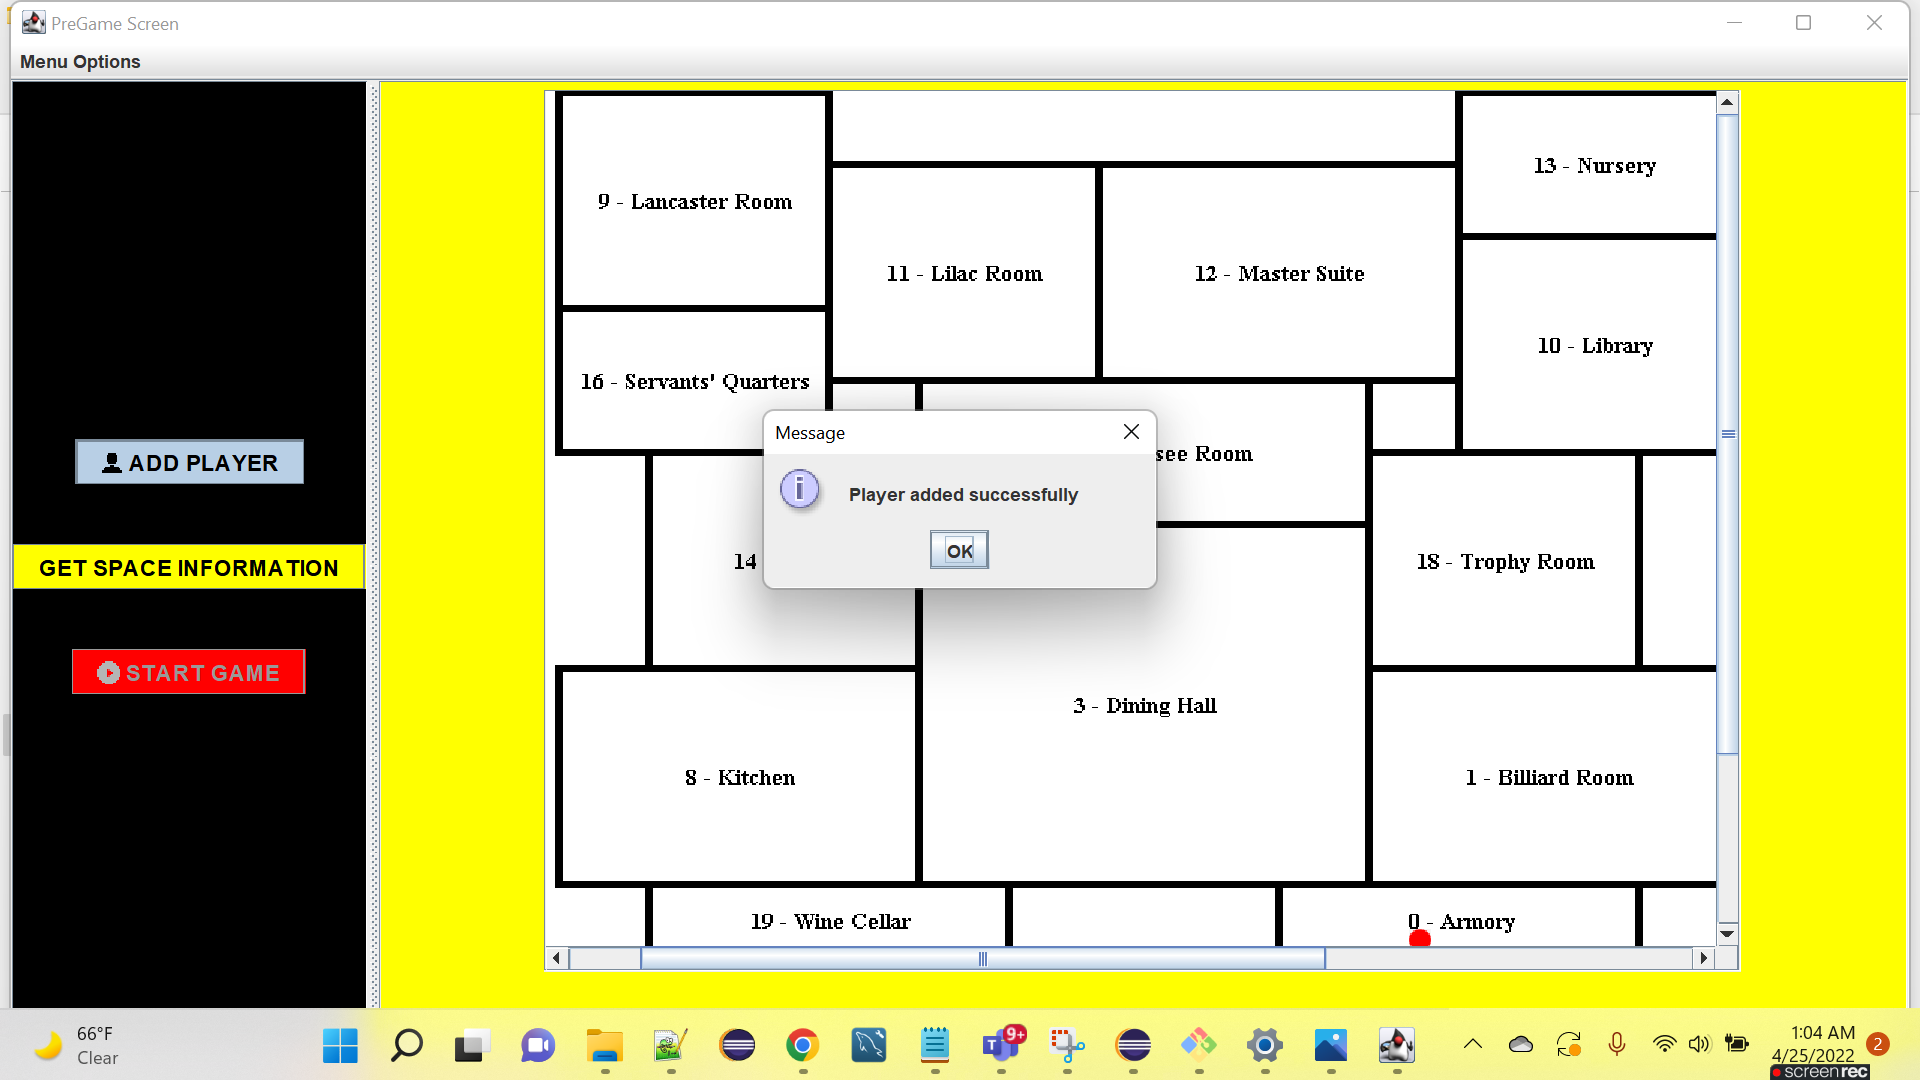 PreGame Screen
Menu Options
ADD PLAYER
GET SPACE INFORMATION
START GAME
13 - Nursery
9 - Lancaster Room
11 - Lilac Room
12 - Master Suite
10 - Library
16 - Servants' Quarters
see Room
Message
Player added successfully
OK
14
18 - Trophy Room
3 - Dining Hall
8 - Kitchen
1 - Billiard Room
19 - Wine Cellar
0 - Armory
66°F
Clear
9+
1:04 AM
4/25/2022
2
screenrec